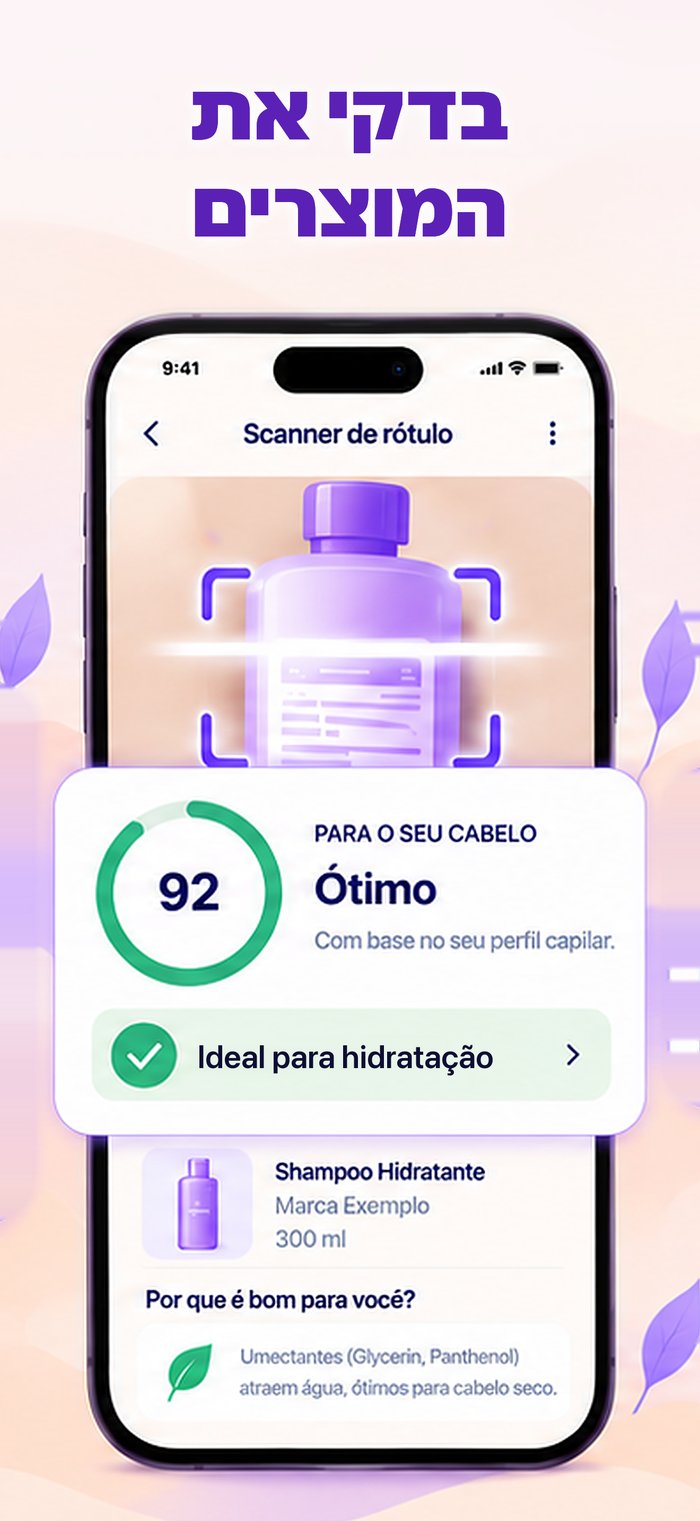 בדקי את
המוצרים
9:41
Scanner de rótulo
92
PARA O SEU CABELO
Ótimo
Com base no seu perfil capilar.
Ideal para hidratação
Shampoo Hidratante
Marca Exemplo
300 ml
Por que é bom para você?
Umectantes (Glycerin, Panthenol)
atraem água, ótimos para cabelo seco.